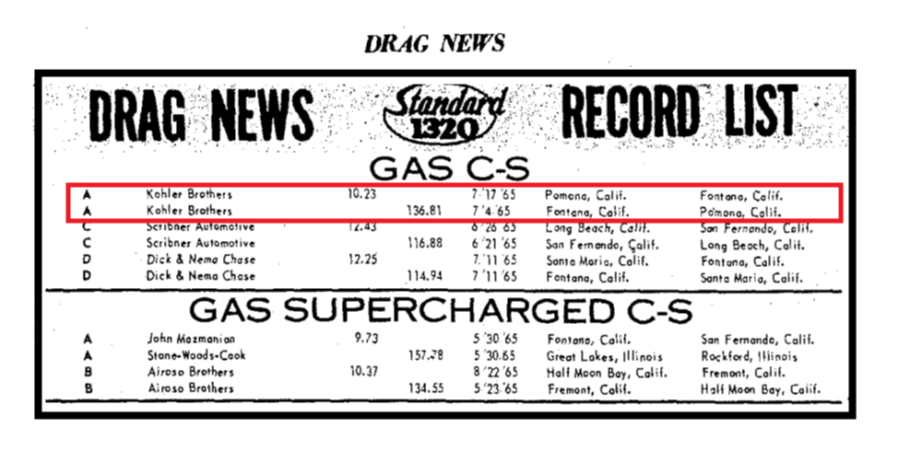 DRAG NEWS
DRAG NEWS Standard 1320 RECORD LIST
GAS C-S
A Kohler Brothers 10.23 7 '17 '65 Pomona, Calif. Fontana, Calif.
A Kohler Brothers 136.81 7 '4 '65 Fontana, Calif. Pomona, Calif.
C Scribner Automotive 12.43 6 '26 '65 Long Beach, Calif. San Fernando, Calif.
C Scribner Automotive 116.88 6 '21 '65 San Fernando, Calif. Long Beach, Calif.
D Dick & Nema Chase 12.25 7 '11 '65 Santa Maria, Calif. Fontana, Calif.
D Dick & Nema Chase 114.94 7 '11 '65 Fontana, Calif. Santa Maria, Calif.
GAS SUPERCHARGED C-S
A John Mazmanian 9.73 5 '30 '65 Fontana, Calif. San Fernando, Calif.
A Stone-Woods-Cook 157.78 5 '30.65 Great Lakes, Illinois Rockford, Illinois
B Airoso Brothers 10.37 8 '22 '65 Half Moon Bay, Calif. Fremont, Calif.
B Airoso Brothers 134.55 5 '23 '65 Fremont, Calif. Half Moon Bay, Calif.